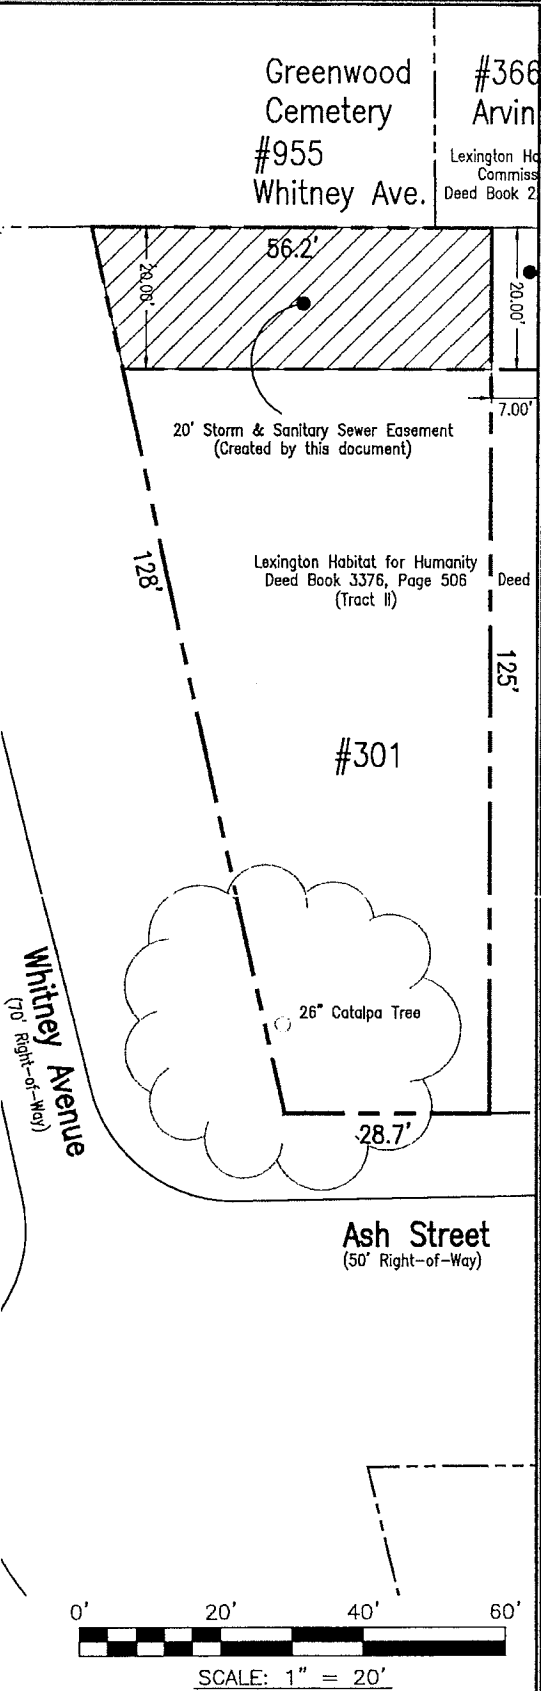 Greenwood
Cemetery
#955
Whitney Ave.
#366
Arvin
Lexington Ho
Commiss
Deed Book 2
56.2'
20.00'
20.00'
7.00'
20' Storm & Sanitary Sewer Easement
(Created by this document)
128'
Lexington Habitat for Humanity
Deed Book 3376, Page 506
(Tract II)
Deed
125'
#301
26" Catalpa Tree
Whitney Avenue
(70' Right-of-Way)
28.7'
Ash Street
(50' Right-of-Way)
0' 20' 40' 60'
SCALE: 1" = 20'